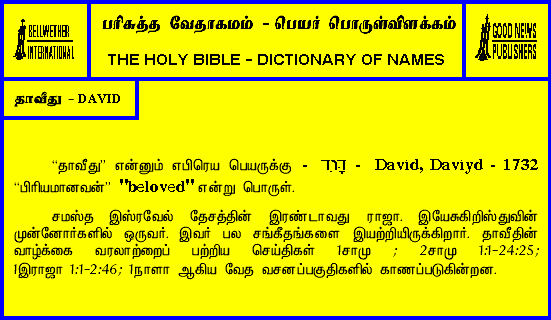 BELLWETHER
INTERNATIONAL
பரிசுத்த வேதாகமம் - பெயர் பொருள்விளக்கம்
THE HOLY BIBLE - DICTIONARY OF NAMES
GOOD NEWS
PUBLISHERS
தாவீது - DAVID
“தாவீது” என்னும் எபிரெய பெயருக்கு - דָּוִד - David, Daviyd - 1732
“பிரியமானவன்” "beloved" என்று பொருள்.
சமஸ்த இஸ்ரவேல் தேசத்தின் இரண்டாவது ராஜா. இயேசுகிறிஸ்துவின்
முன்னோர்களில் ஒருவர். இவர் பல சங்கீதங்களை இயற்றியிருக்கிறார். தாவீதின்
வாழ்க்கை வரலாற்றைப் பற்றிய செய்திகள் 1சாமு ; 2சாமு 1:1-24:25;
1இராஜா 1:1-2:46; 1நாளா ஆகிய வேத வசனப்பகுதிகளில் காணப்படுகின்றன.